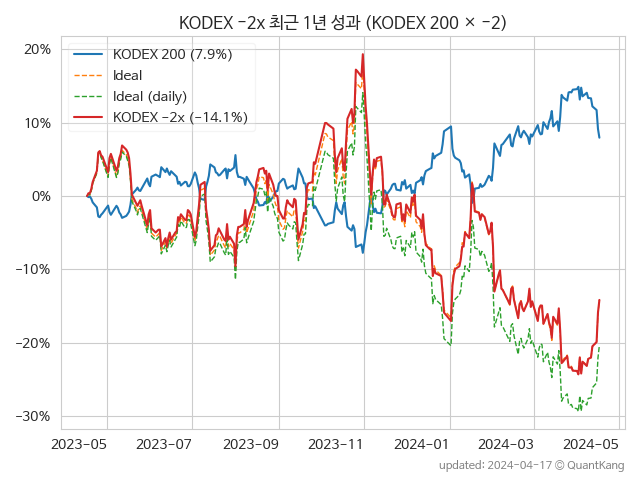 KODEX −2x 최근 1년 성과 (KODEX 200 × −2)
KODEX 200 (7.9%)
Ideal
Ideal (daily)
KODEX −2x (−14.1%)
20%
10%
0%
−10%
−20%
−30%
2023-05 2023-07 2023-09 2023-11 2024-01 2024-03 2024-05
updated: 2024-04-17 © QuantKang